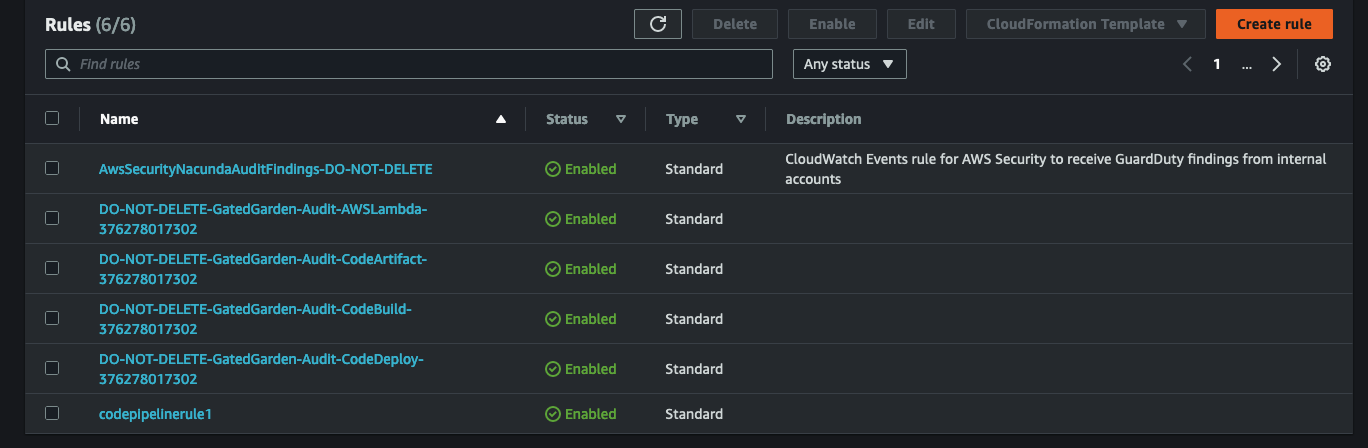 Rules (6/6)
Delete
Enable
Edit
CloudFormation Template
Create rule
Find rules
Any status
1
...
Name
Status
Type
Description
AwsSecurityNacundaAuditFindings-DO-NOT-DELETE
Enabled
Standard
CloudWatch Events rule for AWS Security to receive GuardDuty findings from internal
accounts
DO-NOT-DELETE-GatedGarden-Audit-AWSLambda-
376278017302
Enabled
Standard
DO-NOT-DELETE-GatedGarden-Audit-CodeArtifact-
376278017302
Enabled
Standard
DO-NOT-DELETE-GatedGarden-Audit-CodeBuild-
376278017302
Enabled
Standard
DO-NOT-DELETE-GatedGarden-Audit-CodeDeploy-
376278017302
Enabled
Standard
codepipelinerule1
Enabled
Standard